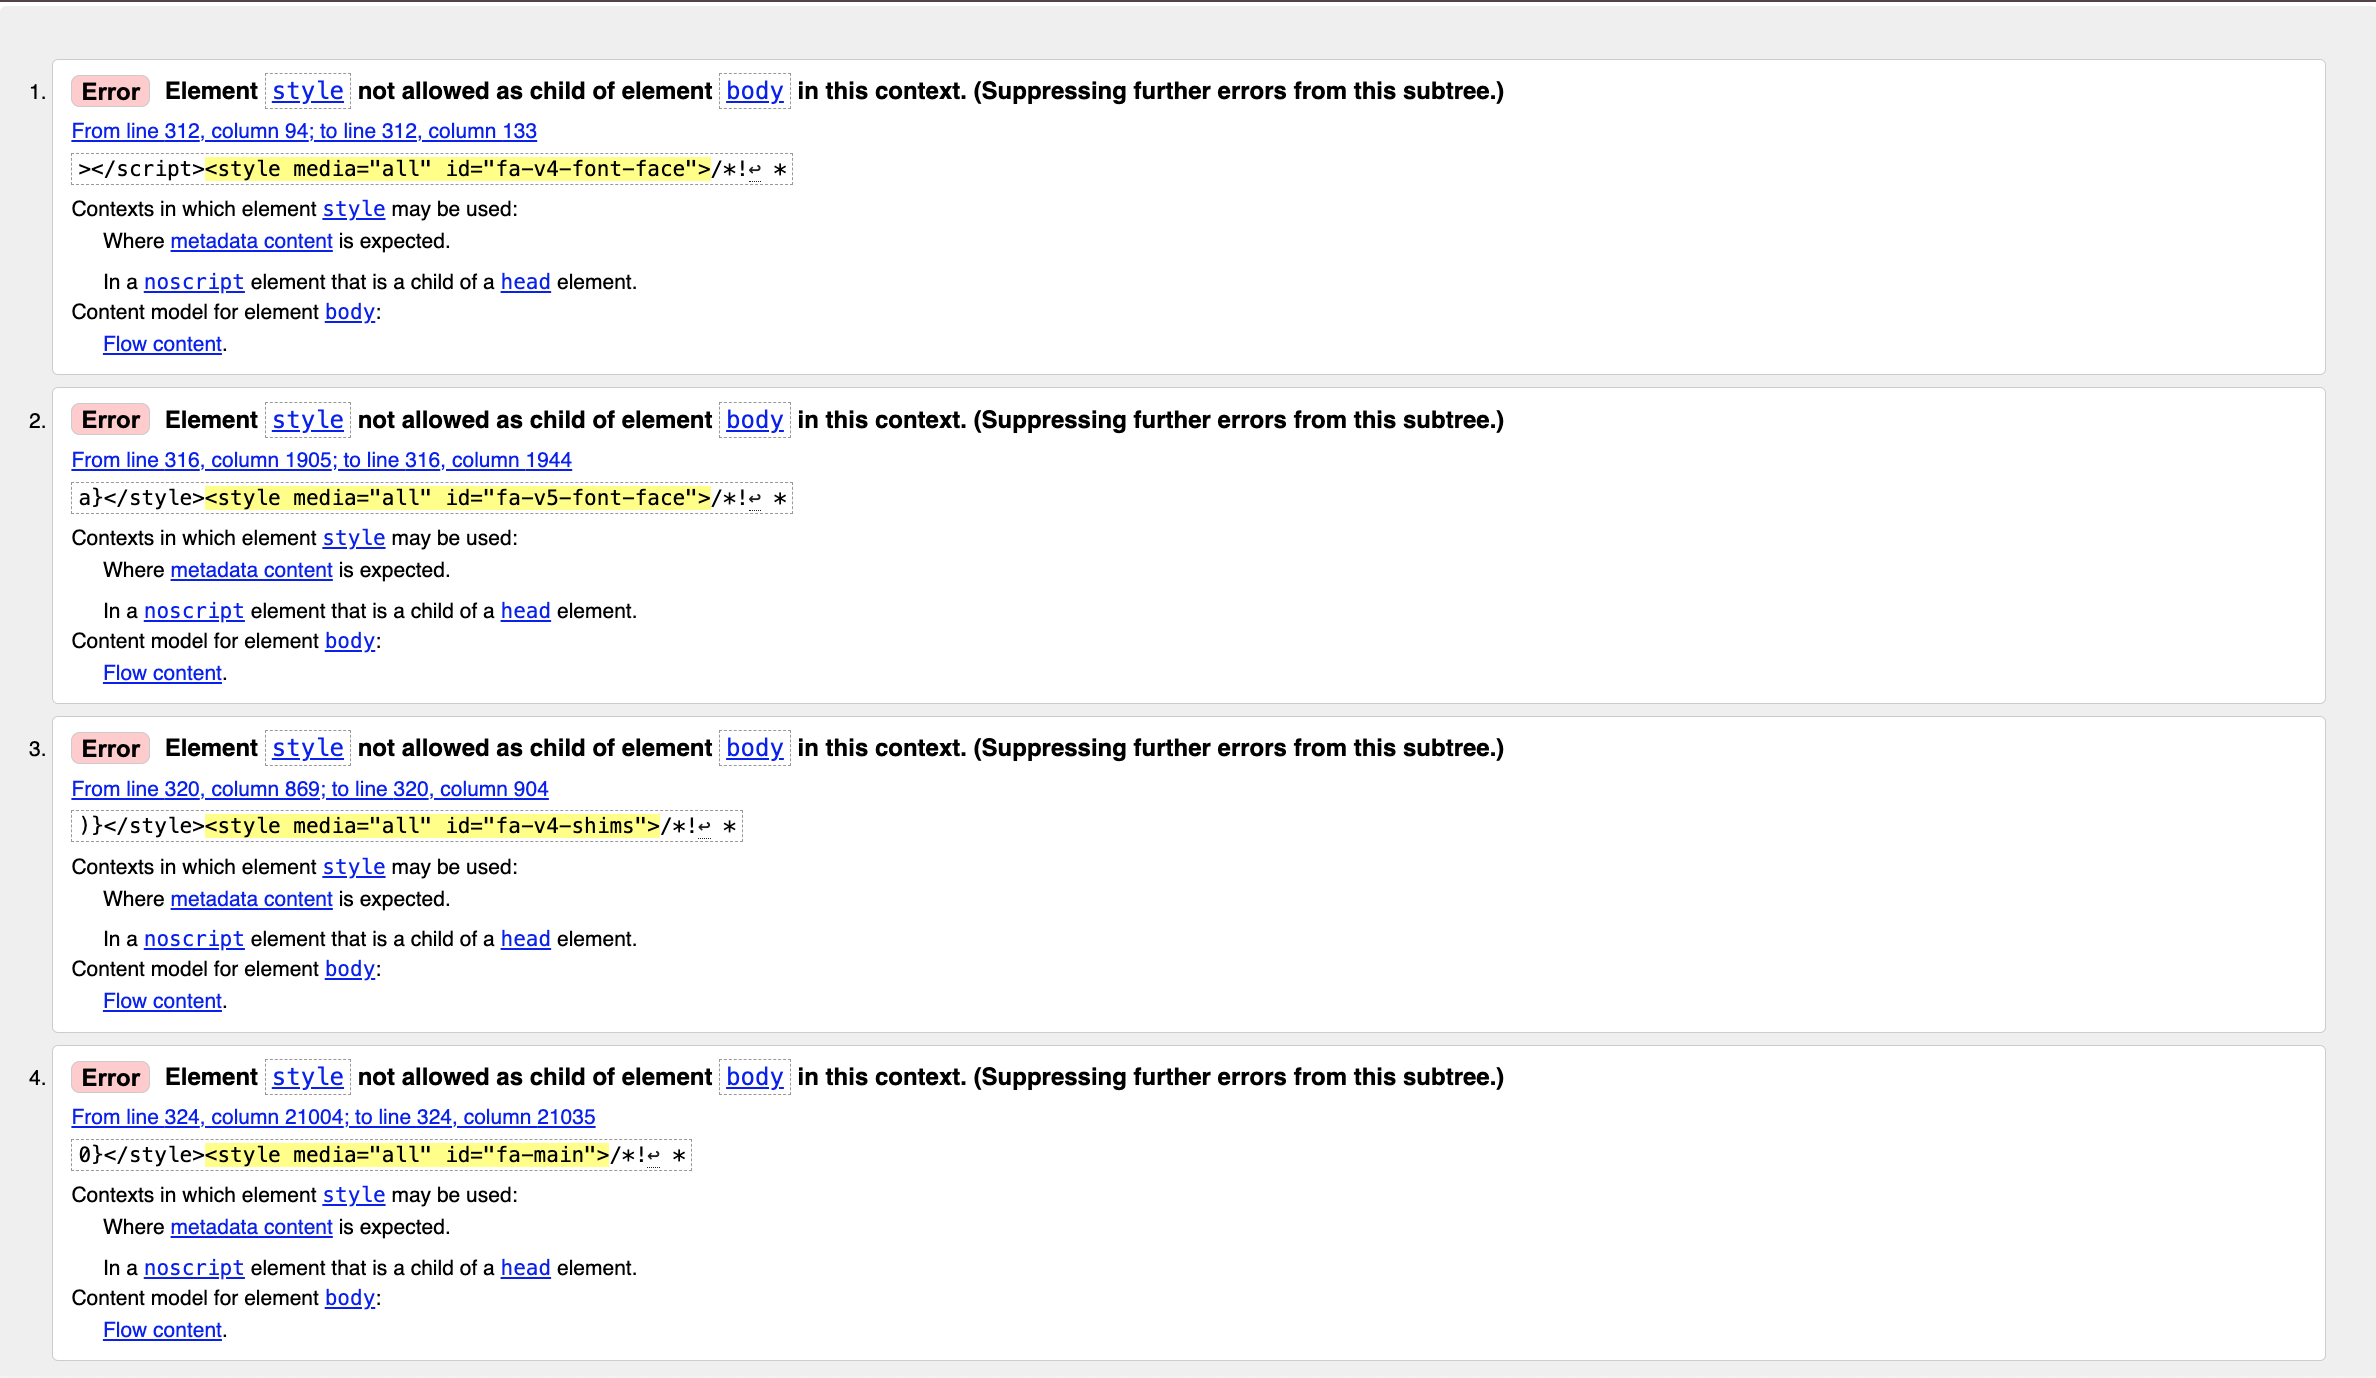 1. Error Element style not allowed as child of element body in this context. (Suppressing further errors from this subtree.)
From line 312, column 94; to line 312, column 133
></script><style media="all" id="fa-v4-font-face">/*!↩ *
Contexts in which element style may be used:
Where metadata content is expected.
In a noscript element that is a child of a head element.
Content model for element body:
Flow content.
2. Error Element style not allowed as child of element body in this context. (Suppressing further errors from this subtree.)
From line 316, column 1905; to line 316, column 1944
a}</style><style media="all" id="fa-v5-font-face">/*!↩ *
Contexts in which element style may be used:
Where metadata content is expected.
In a noscript element that is a child of a head element.
Content model for element body:
Flow content.
3. Error Element style not allowed as child of element body in this context. (Suppressing further errors from this subtree.)
From line 320, column 869; to line 320, column 904
)}</style><style media="all" id="fa-v4-shims">/*!↩ *
Contexts in which element style may be used:
Where metadata content is expected.
In a noscript element that is a child of a head element.
Content model for element body:
Flow content.
4. Error Element style not allowed as child of element body in this context. (Suppressing further errors from this subtree.)
From line 324, column 21004; to line 324, column 21035
0}</style><style media="all" id="fa-main">/*!↩ *
Contexts in which element style may be used:
Where metadata content is expected.
In a noscript element that is a child of a head element.
Content model for element body:
Flow content.